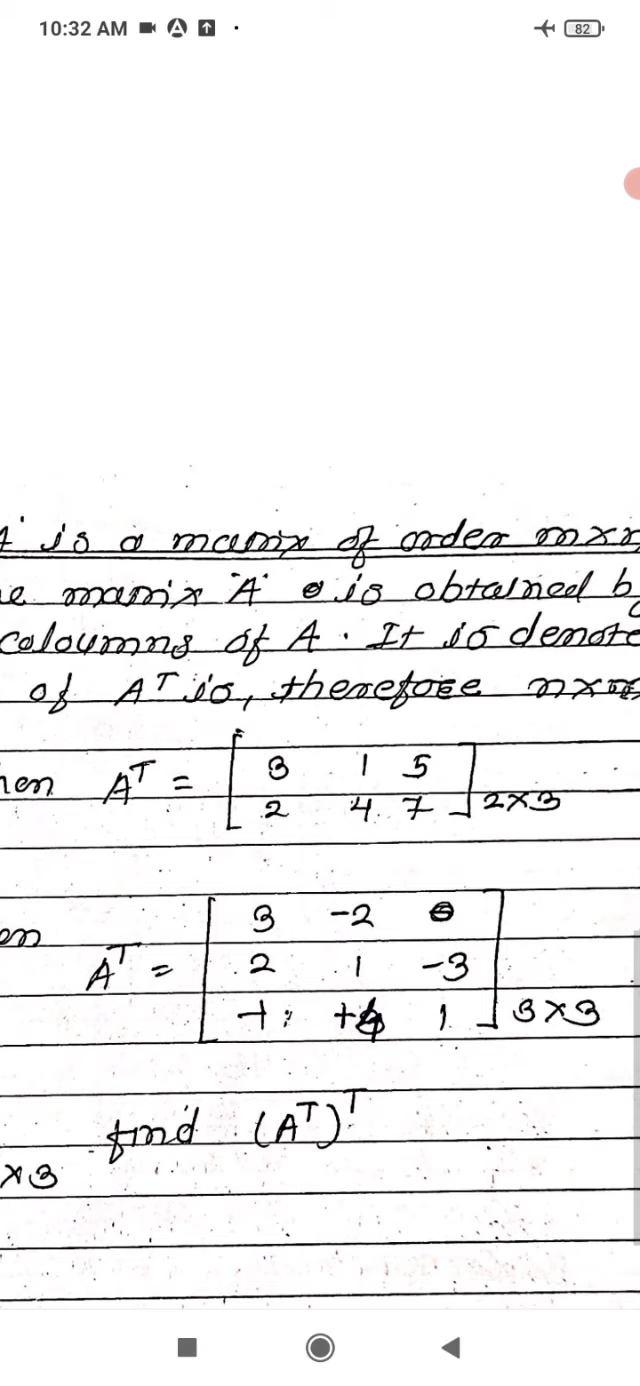 10:32 AM
82
A' is a matrix of order mxn
matrix 'A' is obtained b
coloumns of A. It is denote
of Aᵀ is, therefore nxm
hen Aᵀ = [ 3 1 5
2 4 7 ] 2×3
en
Aᵀ = [ 3 -2
2 1 -3
1 ] 3×3
find (Aᵀ)ᵀ
×3